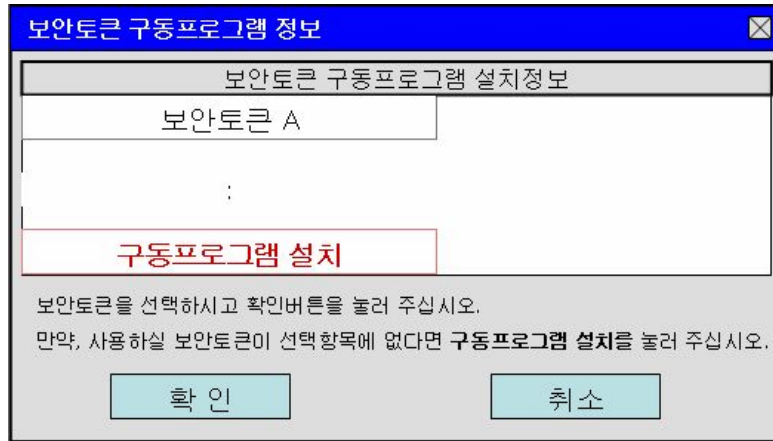 보안토큰 구동프로그램 정보
보안토큰 구동프로그램 설치정보
보안토큰 A
:
구동프로그램 설치
보안토큰을 선택하시고 확인버튼을 눌러 주십시오.
만약, 사용하실 보안토큰이 선택항목에 없다면 구동프로그램 설치를 눌러 주십시오.
확 인
취소